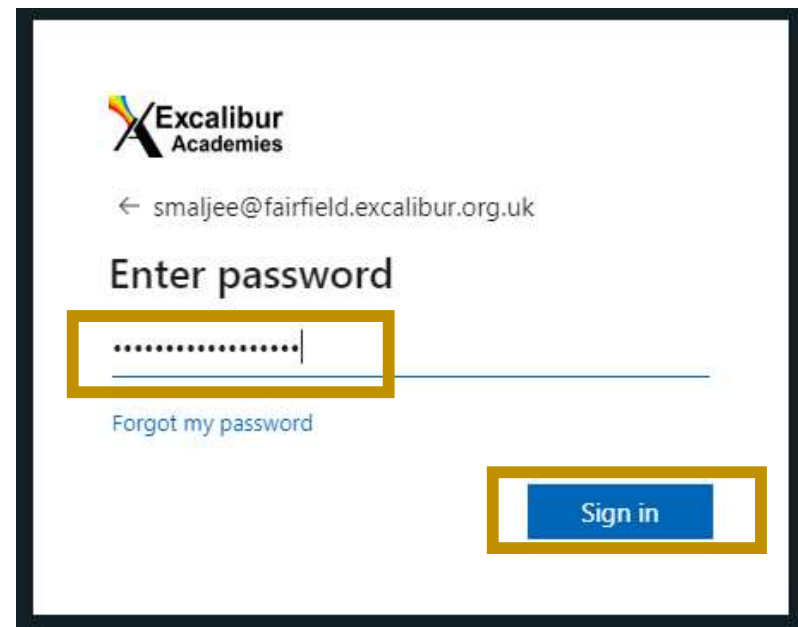 Excalibur
Academies
← smaljee@fairfield.excalibur.org.uk
Enter password
••••••••••••••••••
Forgot my password
Sign in